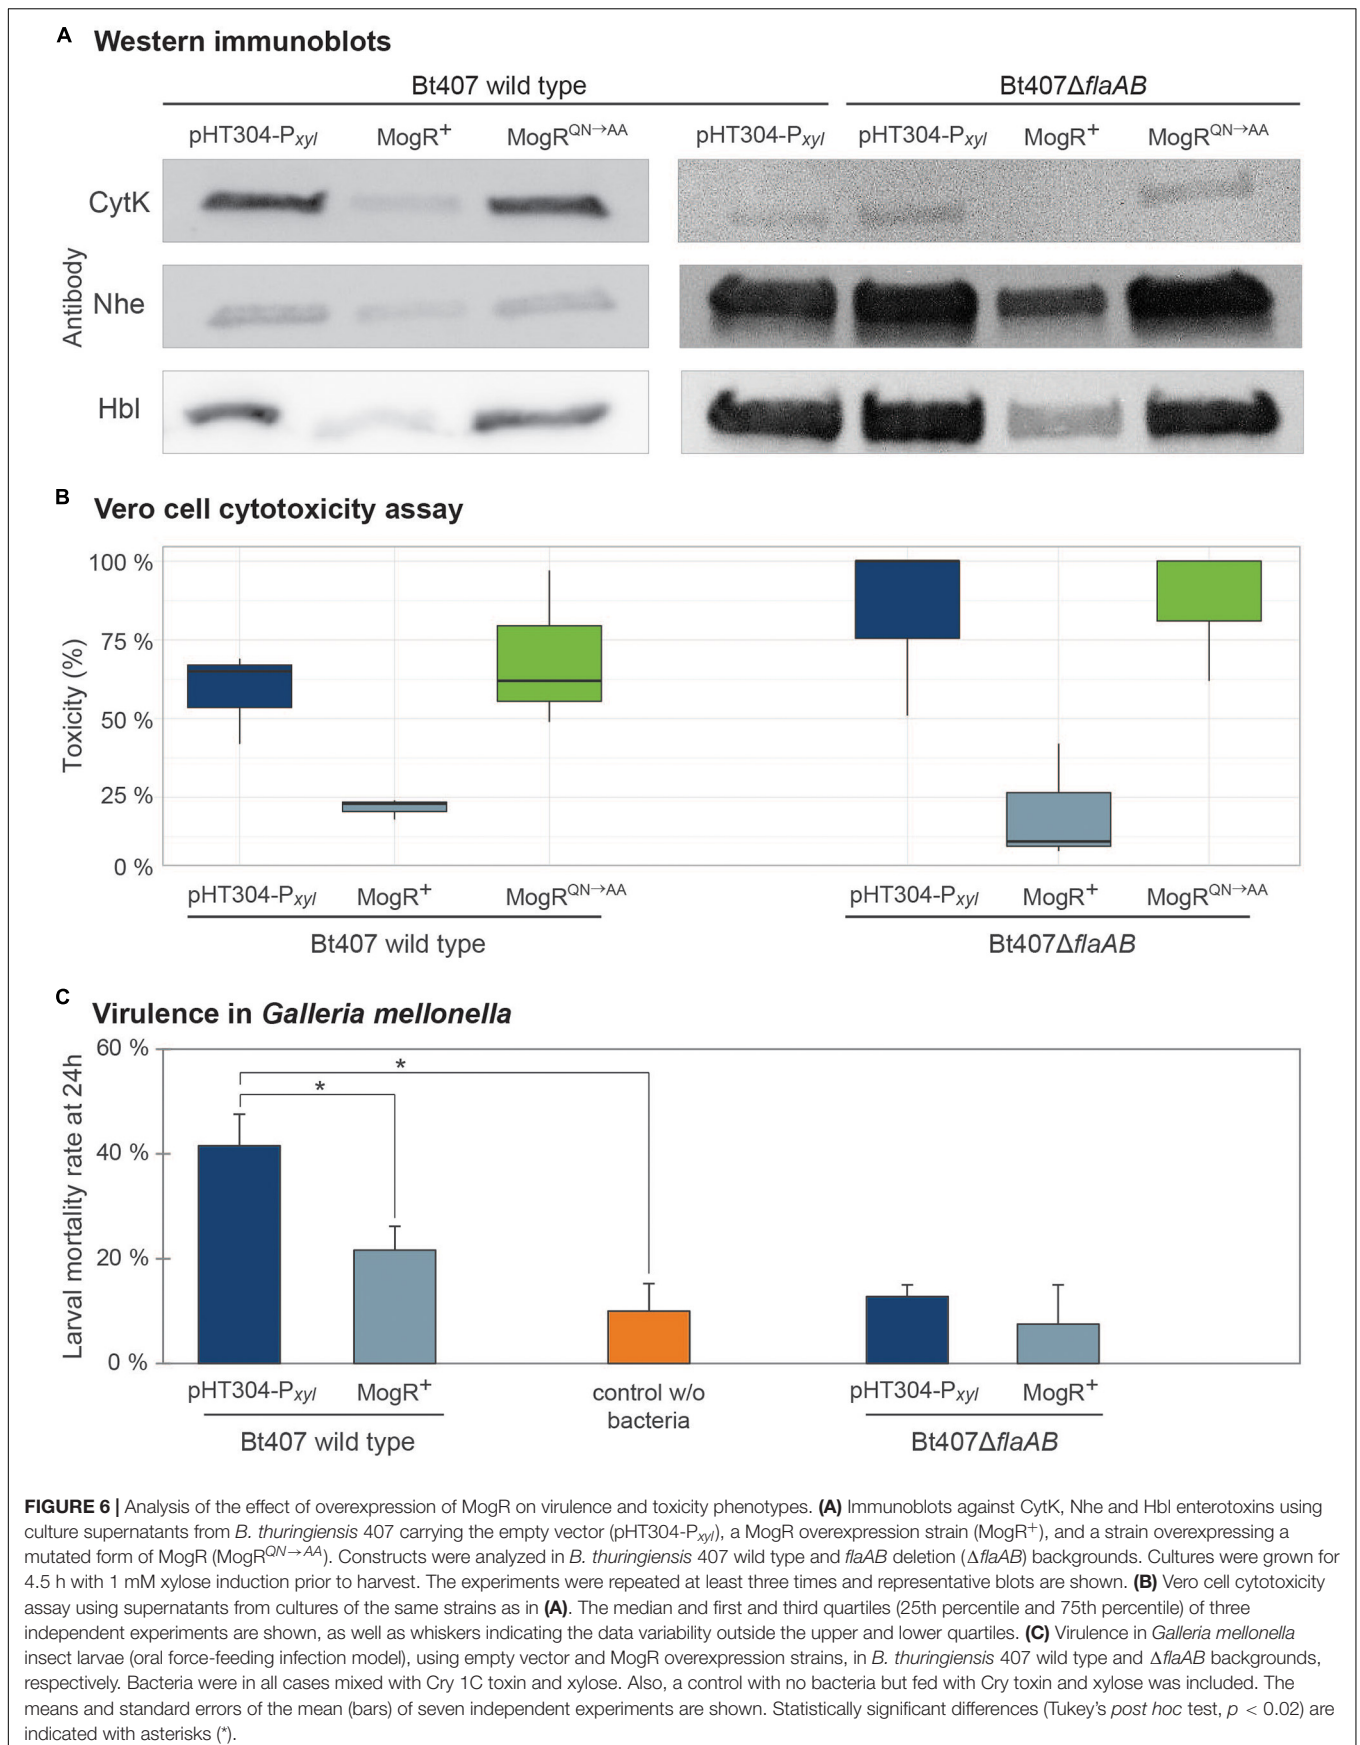 A Western immunoblots
Bt407 wild type Bt407ΔflaAB
pHT304-Pxyl MogR+ MogRQN→AA pHT304-Pxyl pHT304-Pxyl MogR+ MogRQN→AA
CytK
Antibody
Nhe
Hbl
B Vero cell cytotoxicity assay
Toxicity (%)
100 %
75 %
50 %
25 %
0 %
pHT304-Pxyl MogR+ MogRQN→AA pHT304-Pxyl MogR+ MogRQN→AA
Bt407 wild type Bt407ΔflaAB
C Virulence in Galleria mellonella
Larval mortality rate at 24h
60 %
*
*
40 %
20 %
0 %
pHT304-Pxyl MogR+ control w/o pHT304-Pxyl MogR+
bacteria
Bt407 wild type Bt407ΔflaAB
FIGURE 6 | Analysis of the effect of overexpression of MogR on virulence and toxicity phenotypes. (A) Immunoblots against CytK, Nhe and Hbl enterotoxins using
culture supernatants from B. thuringiensis 407 carrying the empty vector (pHT304-Pxyl), a MogR overexpression strain (MogR+), and a strain overexpressing a
mutated form of MogR (MogRQN→AA). Constructs were analyzed in B. thuringiensis 407 wild type and flaAB deletion (ΔflaAB) backgrounds. Cultures were grown for
4.5 h with 1 mM xylose induction prior to harvest. The experiments were repeated at least three times and representative blots are shown. (B) Vero cell cytotoxicity
assay using supernatants from cultures of the same strains as in (A). The median and first and third quartiles (25th percentile and 75th percentile) of three
independent experiments are shown, as well as whiskers indicating the data variability outside the upper and lower quartiles. (C) Virulence in Galleria mellonella
insect larvae (oral force-feeding infection model), using empty vector and MogR overexpression strains, in B. thuringiensis 407 wild type and ΔflaAB backgrounds,
respectively. Bacteria were in all cases mixed with Cry 1C toxin and xylose. Also, a control with no bacteria but fed with Cry toxin and xylose was included. The
means and standard errors of the mean (bars) of seven independent experiments are shown. Statistically significant differences (Tukey's post hoc test, p < 0.02) are
indicated with asterisks (*).